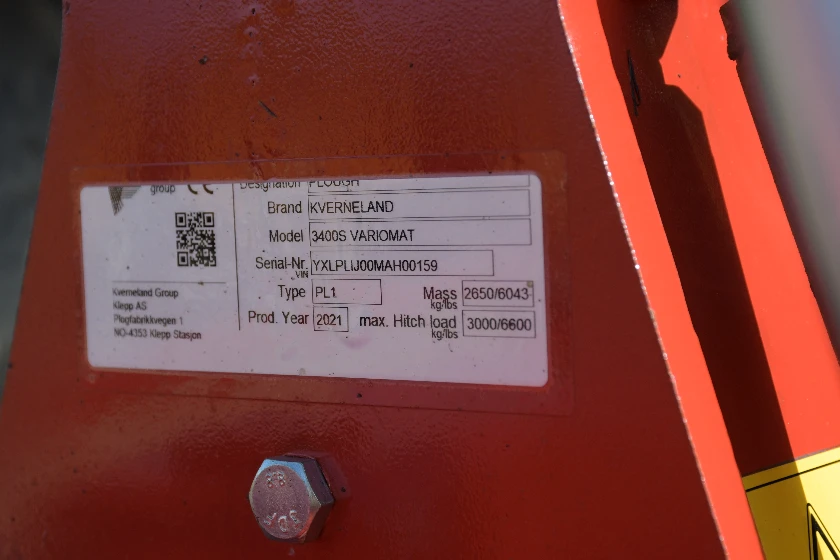 group
Designation PLOUGH
Brand KVERNELAND
Model 3400S VARIOMAT
Serial-Nr. YXLPLIJ00MAH00159
VIN
Type PL1
Mass 2650/6043
kg/lbs
Prod. Year 2021
max. Hitch load 3000/6600
kg/lbs
Kverneland Group
Klepp AS
Plogfabrikkvegen 1
NO-4353 Klepp Stasjon
8.8